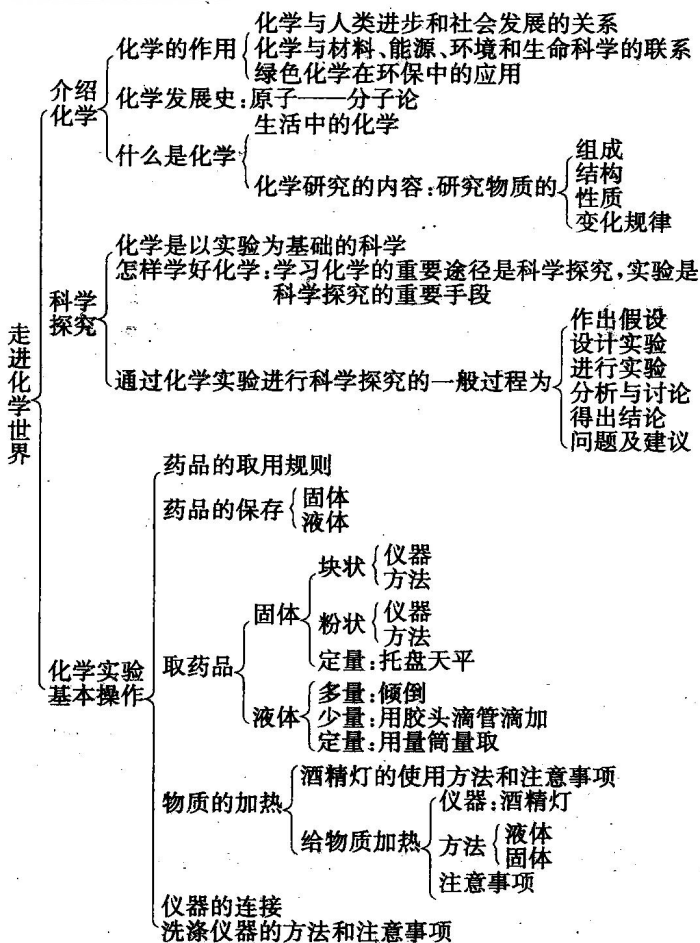 走进化学世界
介绍
化学
化学的作用
化学与人类进步和社会发展的关系
化学与材料、能源、环境和生命科学的联系
绿色化学在环保中的应用
化学发展史:原子——分子论
什么是化学
生活中的化学
化学研究的内容:研究物质的
组成
结构
性质
变化规律
科学
探究
化学是以实验为基础的科学
怎样学好化学:学习化学的重要途径是科学探究,实验是
科学探究的重要手段
通过化学实验进行科学探究的一般过程为
作出假设
设计实验
进行实验
分析与讨论
得出结论
问题及建议
化学实验
基本操作
药品的取用规则
药品的保存
固体
液体
取药品
固体
块状
仪器
方法
粉状
仪器
方法
定量:托盘天平
液体
多量:倾倒
少量:用胶头滴管滴加
定量:用量筒量取
物质的加热
酒精灯的使用方法和注意事项
给物质加热
仪器:酒精灯
方法
液体
固体
注意事项
仪器的连接
洗涤仪器的方法和注意事项